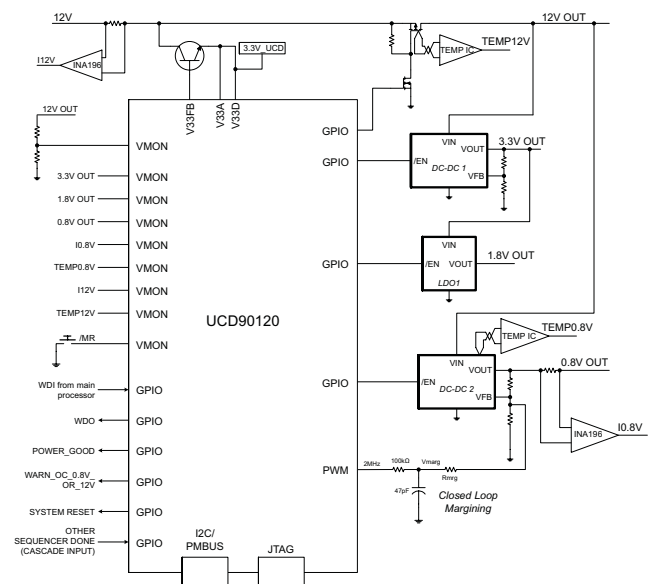 12V
12V OUT
3.3V_UCD
TEMP IC
TEMP12V
INA196
I12V
V33FB
V33A
V33D
12V OUT
GPIO
VMON
GPIO
/EN
VIN
VOUT
3.3V OUT
DC-DC 1
VFB
3.3V OUT
VMON
1.8V OUT
VMON
0.8V OUT
VMON
I0.8V
VMON
TEMP0.8V
VMON
I12V
VMON
TEMP12V
VMON
/MR
VMON
UCD90120
GPIO
/EN
VIN
VOUT
1.8V OUT
LDO1
TEMP IC
TEMP0.8V
VIN
VOUT
0.8V OUT
GPIO
/EN
DC-DC 2
VFB
INA196
I0.8V
WDI from main
processor
GPIO
WDO
GPIO
POWER_GOOD
GPIO
WARN_OC_0.8V_
OR_12V
GPIO
SYSTEM RESET
GPIO
OTHER
SEQUENCER DONE
(CASCADE INPUT)
GPIO
PWM
2MHz
100kΩ
Vmarg
Rmrg
47pF
Closed Loop
Margining
I2C/
PMBUS
JTAG